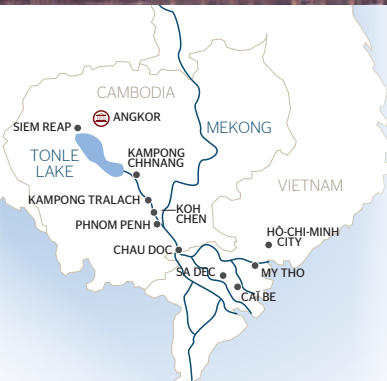 CAMBODIA
ANGKOR
SIEM REAP
MEKONG
TONLE
LAKE
KAMPONG
CHHNANG
VIETNAM
KAMPONG TRALACH
KOH
CHEN
PHNOM PENH
HÔ-CHI-MINH
CITY
CHAU DOC
SA DEC
MY THO
CAÏ BE